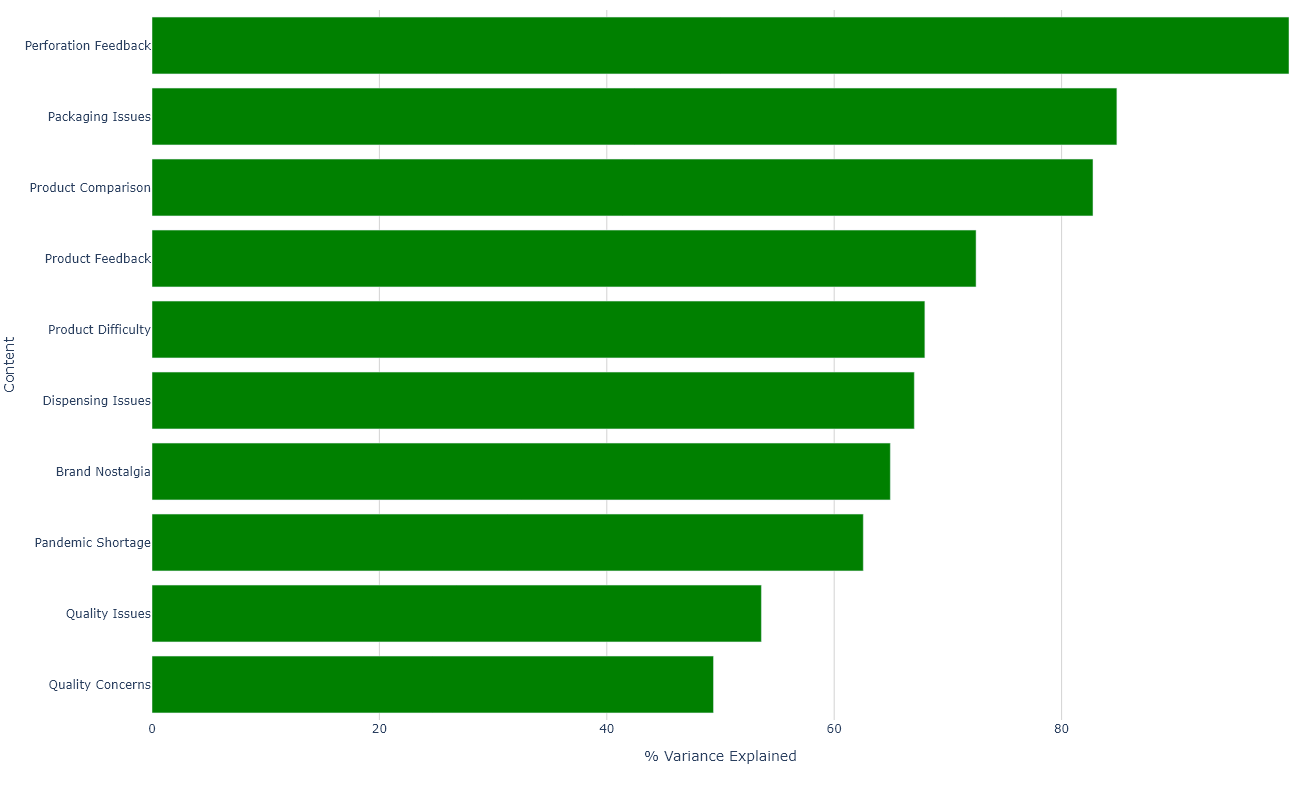 Perforation Feedback
Packaging Issues
Product Comparison
Product Feedback
Product Difficulty
Dispensing Issues
Brand Nostalgia
Pandemic Shortage
Quality Issues
Quality Concerns
Content
0 20 40 60 80
% Variance Explained